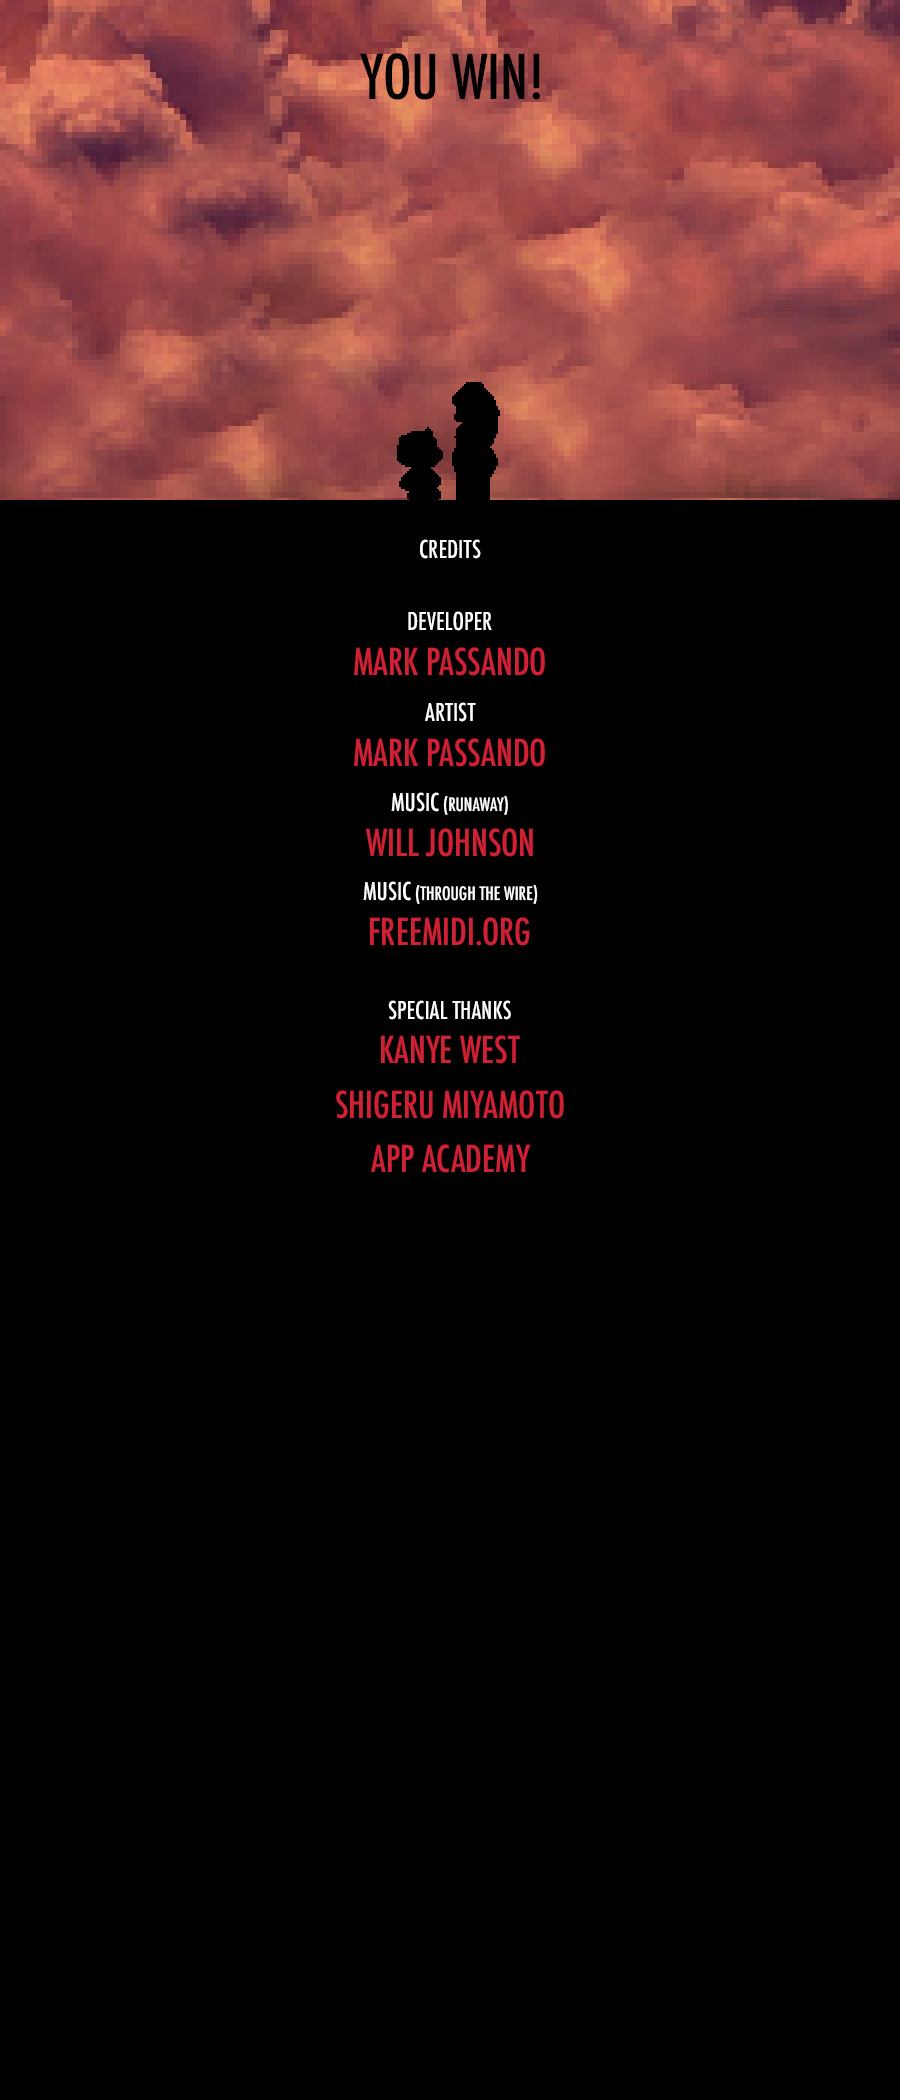 YOU WIN!
CREDITS
DEVELOPER
MARK PASSANDO
ARTIST
MARK PASSANDO
MUSIC (RUNAWAY)
WILL JOHNSON
MUSIC (THROUGH THE WIRE)
FREEMIDI.ORG
SPECIAL THANKS
KANYE WEST
SHIGERU MIYAMOTO
APP ACADEMY